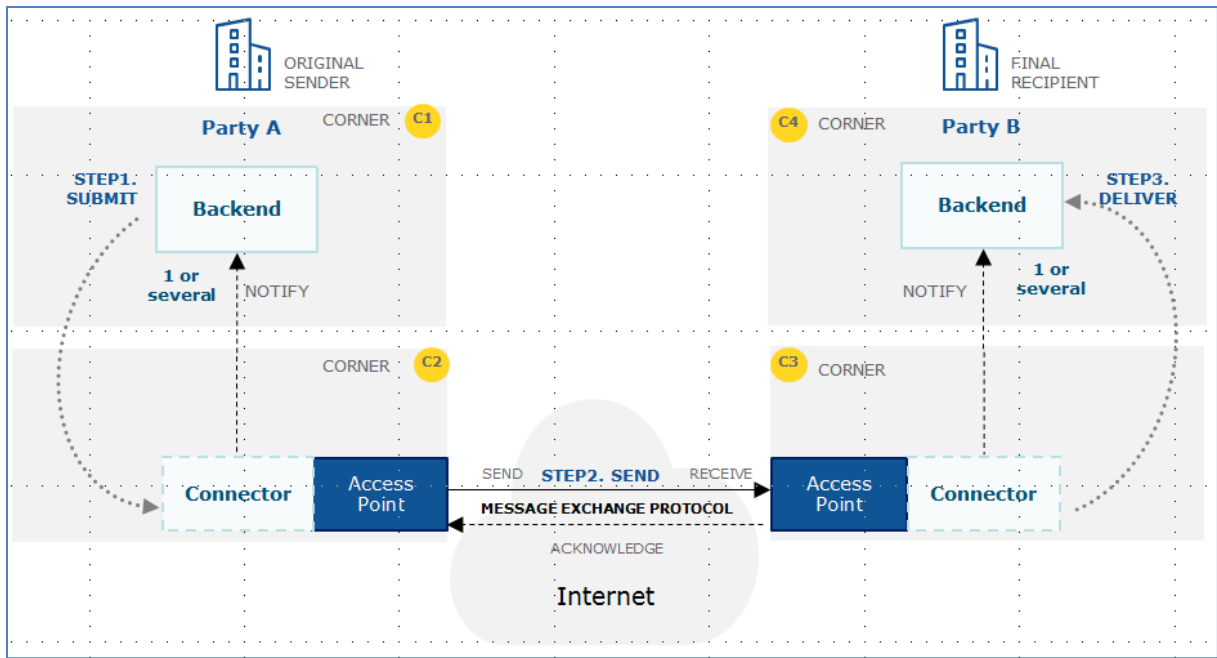 ORIGINAL
SENDER
FINAL
RECIPIENT
CORNER C1
Party A
C4 CORNER
Party B
STEP1.
SUBMIT
Backend
STEP3.
DELIVER
Backend
1 or
several
NOTIFY
1 or
several
NOTIFY
CORNER C2
C3 CORNER
Connector
Access
Point
SEND STEP2. SEND RECEIVE
MESSAGE EXCHANGE PROTOCOL
ACKNOWLEDGE
Access
Point
Connector
Internet